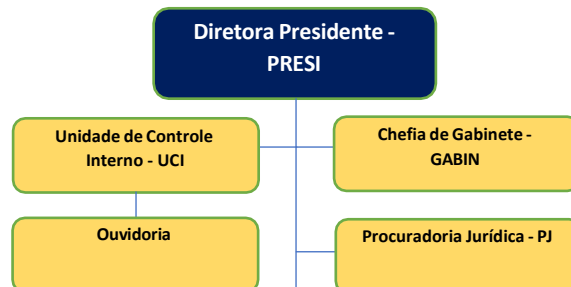 Diretora Presidente -
PRESI
Unidade de Controle
Interno - UCI
Chefia de Gabinete -
GABIN
Ouvidoria
Procuradoria Jurídica - PJ